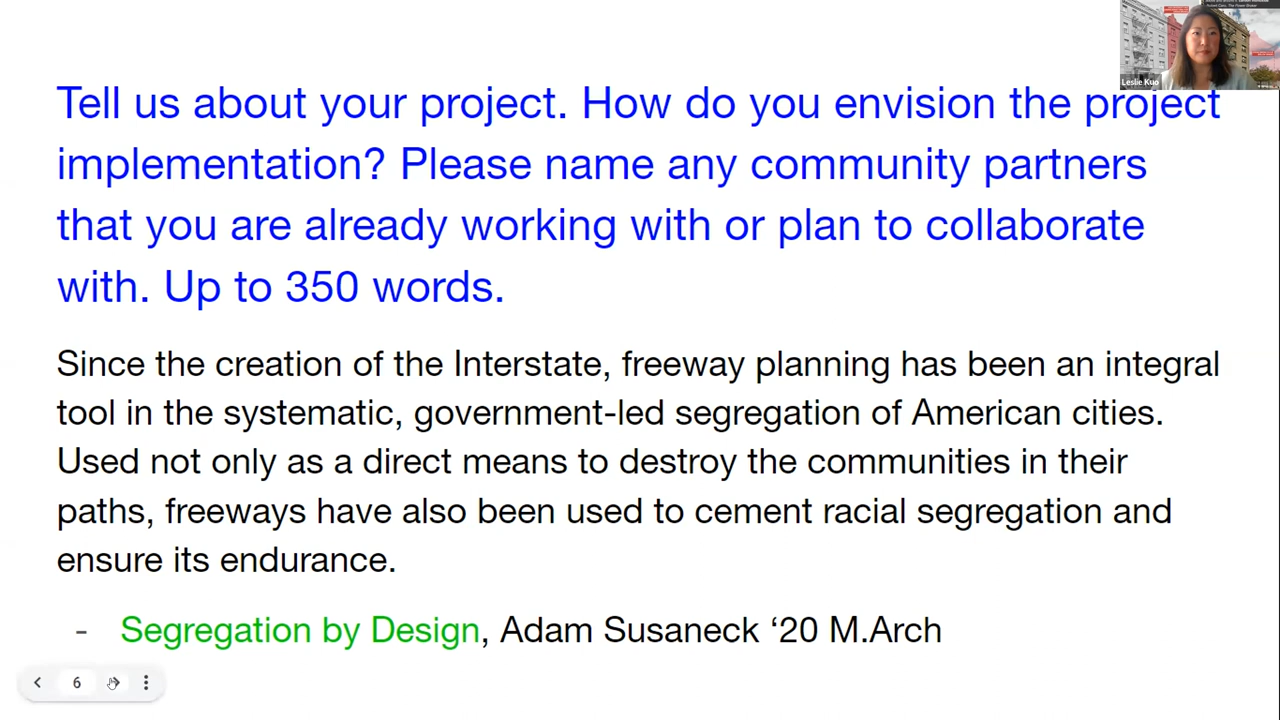 Leslie Kuo
Tell us about your project. How do you envision the project
implementation? Please name any community partners
that you are already working with or plan to collaborate
with. Up to 350 words.
Since the creation of the Interstate, freeway planning has been an integral
tool in the systematic, government-led segregation of American cities.
Used not only as a direct means to destroy the communities in their
paths, freeways have also been used to cement racial segregation and
ensure its endurance.
- Segregation by Design, Adam Susaneck ‘20 M.Arch
6